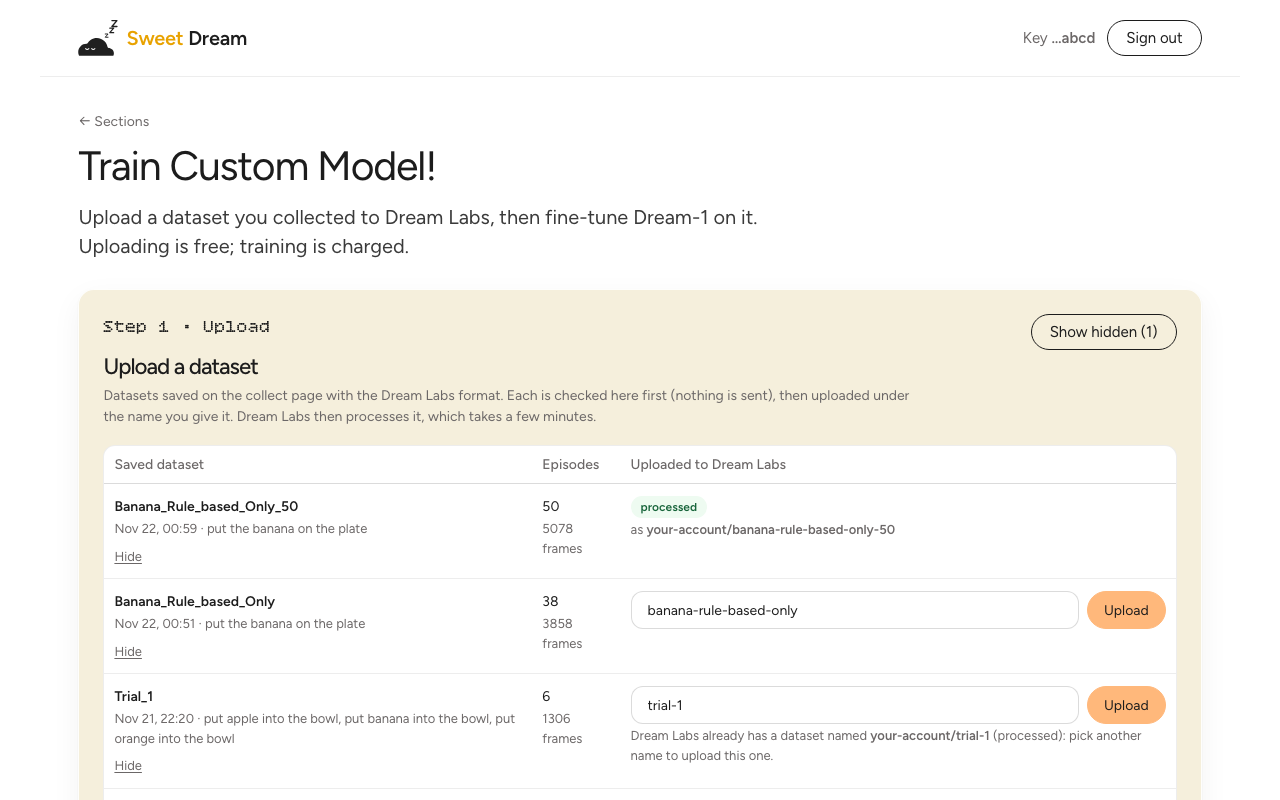 Sweet Dream
Key ...abcd
Sign out
← Sections
Train Custom Model!
Upload a dataset you collected to Dream Labs, then fine-tune Dream-1 on it.
Uploading is free; training is charged.
Step 1 · Upload
Show hidden (1)
Upload a dataset
Datasets saved on the collect page with the Dream Labs format. Each is checked here first (nothing is sent), then uploaded under
the name you give it. Dream Labs then processes it, which takes a few minutes.
Saved dataset
Episodes
Uploaded to Dream Labs
Banana_Rule_based_Only_50
Nov 22, 00:59 · put the banana on the plate
Hide
50
5078
frames
processed
as your-account/banana-rule-based-only-50
Banana_Rule_based_Only
Nov 22, 00:51 · put the banana on the plate
Hide
38
3858
frames
banana-rule-based-only
Upload
Trial_1
Nov 21, 22:20 · put apple into the bowl, put banana into the bowl, put
orange into the bowl
Hide
6
1306
frames
trial-1
Upload
Dream Labs already has a dataset named your-account/trial-1 (processed): pick another
name to upload this one.